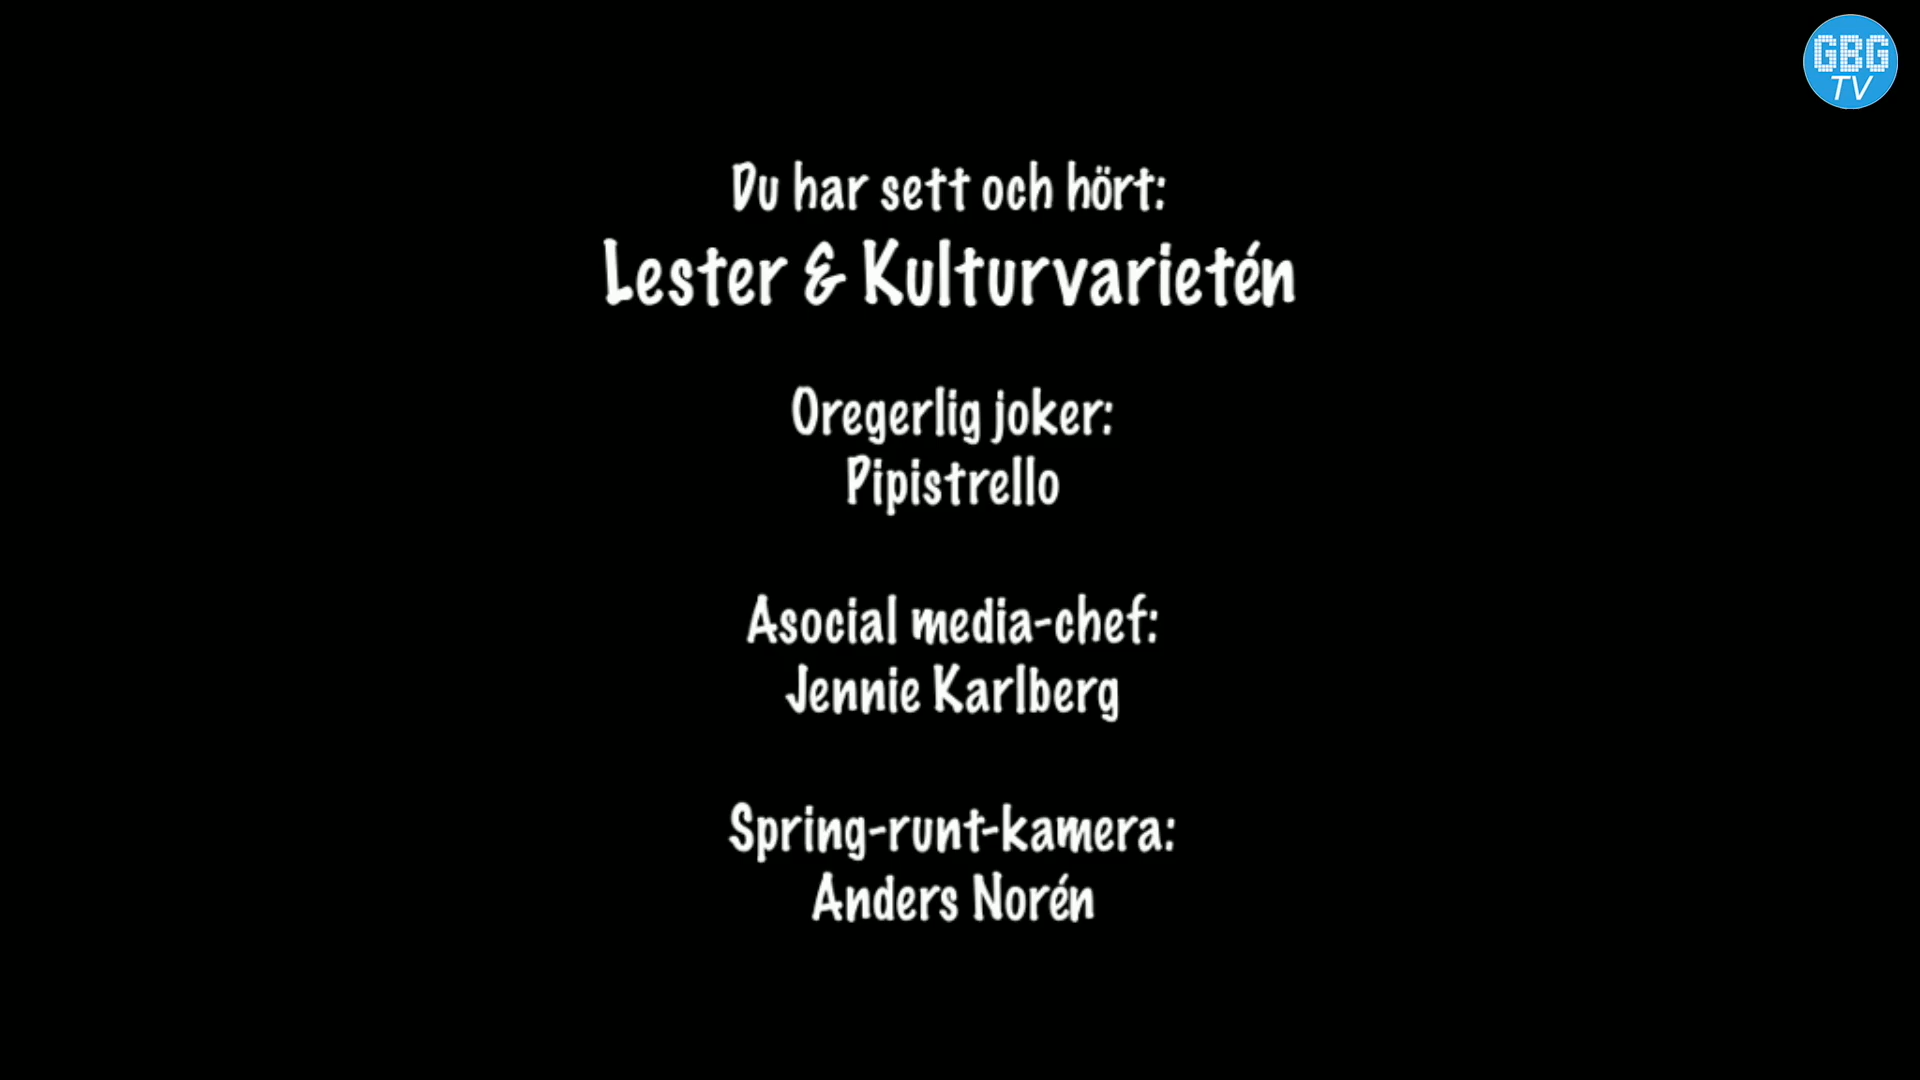 GBG
TV
Du har sett och hört:
Lester & Kulturvarietén
Oregerlig joker:
Pipistrello
Asocial media-chef:
Jennie Karlberg
Spring-runt-kamera:
Anders Norén